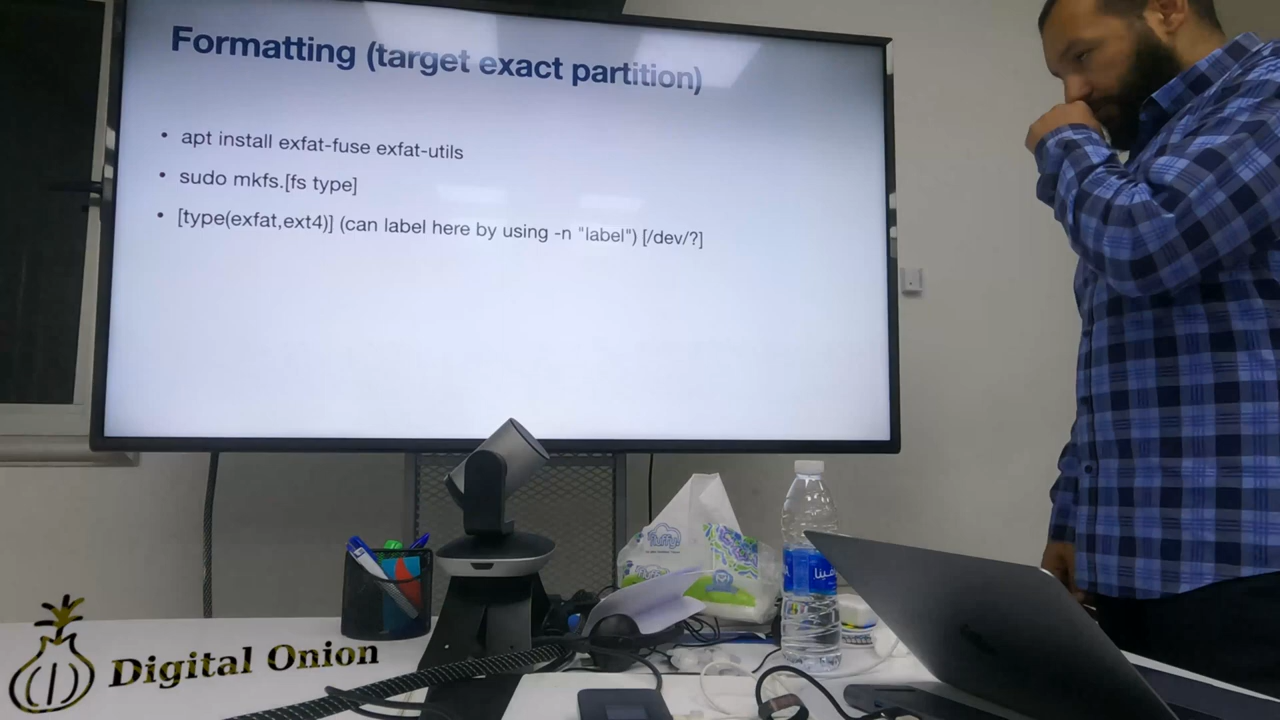 Formatting (target exact partition)
• apt install exfat-fuse exfat-utils
• sudo mkfs.[fs type]
• [type(exfat,ext4)] (can label here by using -n "label") [/dev/?]
Fluffy
Digital Onion